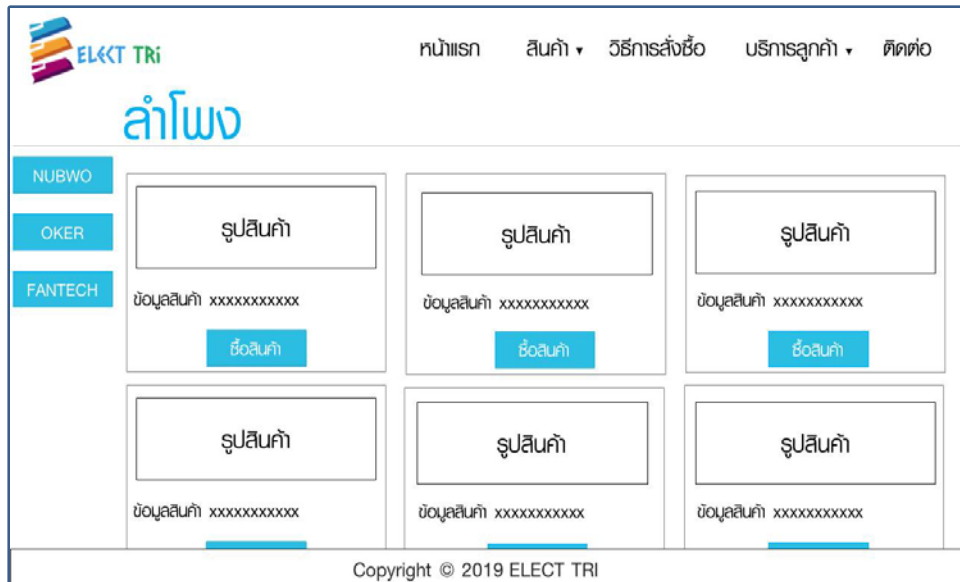 ELECT TRi
หน้าแรก สินค้า ▾ วิธีการสั่งซื้อ บริการลูกค้า ▾ ติดต่อ
ลำโพง
NUBWO
OKER
FANTECH
รูปสินค้า รูปสินค้า รูปสินค้า
ข้อมูลสินค้า xxxxxxxxxxx ข้อมูลสินค้า xxxxxxxxxxx ข้อมูลสินค้า xxxxxxxxxxx
ซื้อสินค้า ซื้อสินค้า ซื้อสินค้า
รูปสินค้า รูปสินค้า รูปสินค้า
ข้อมูลสินค้า xxxxxxxxxxx ข้อมูลสินค้า xxxxxxxxxxx ข้อมูลสินค้า xxxxxxxxxxx
Copyright © 2019 ELECT TRI